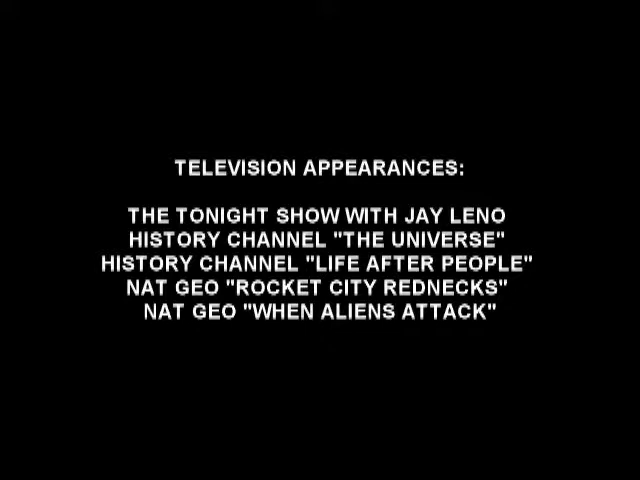 TELEVISION APPEARANCES:
THE TONIGHT SHOW WITH JAY LENO
HISTORY CHANNEL "THE UNIVERSE"
HISTORY CHANNEL "LIFE AFTER PEOPLE"
NAT GEO "ROCKET CITY REDNECKS"
NAT GEO "WHEN ALIENS ATTACK"